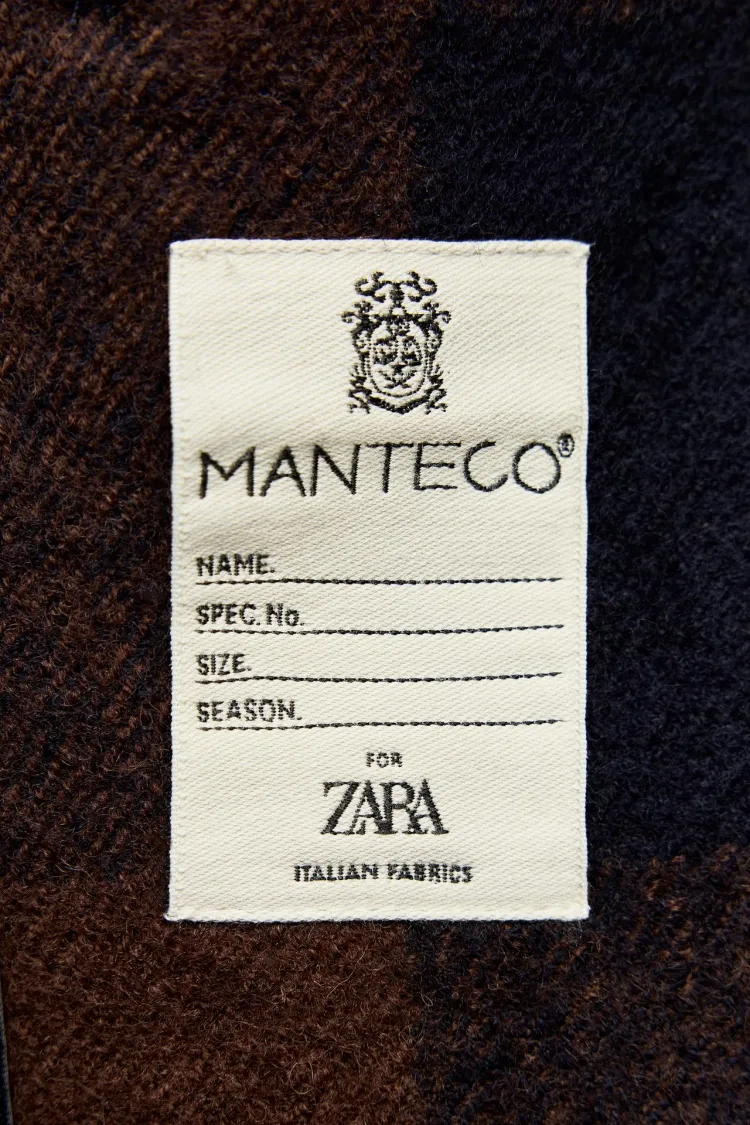 MANTECO®
NAME.
SPEC. No.
SIZE.
SEASON.
FOR
ZARA
ITALIAN FABRICS